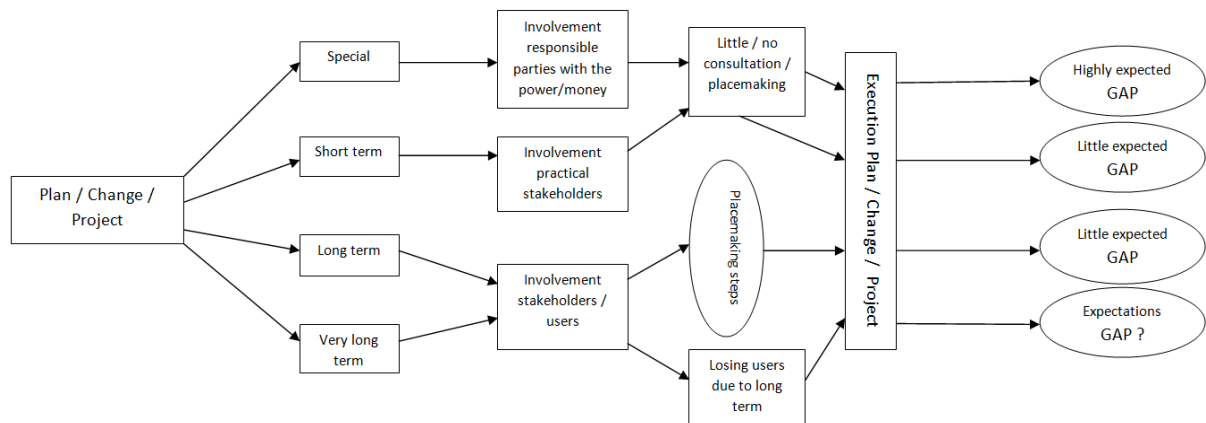 Plan / Change /
Project
Special
Short term
Long term
Very long
term
Involvement
responsible
parties with the
power/money
Involvement
practical
stakeholders
Involvement
stakeholders /
users
Little / no
consultation /
placemaking
Placemaking steps
Losing users
due to long
term
Execution Plan / Change / Project
Highly expected
GAP
Little expected
GAP
Little expected
GAP
Expectations
GAP ?